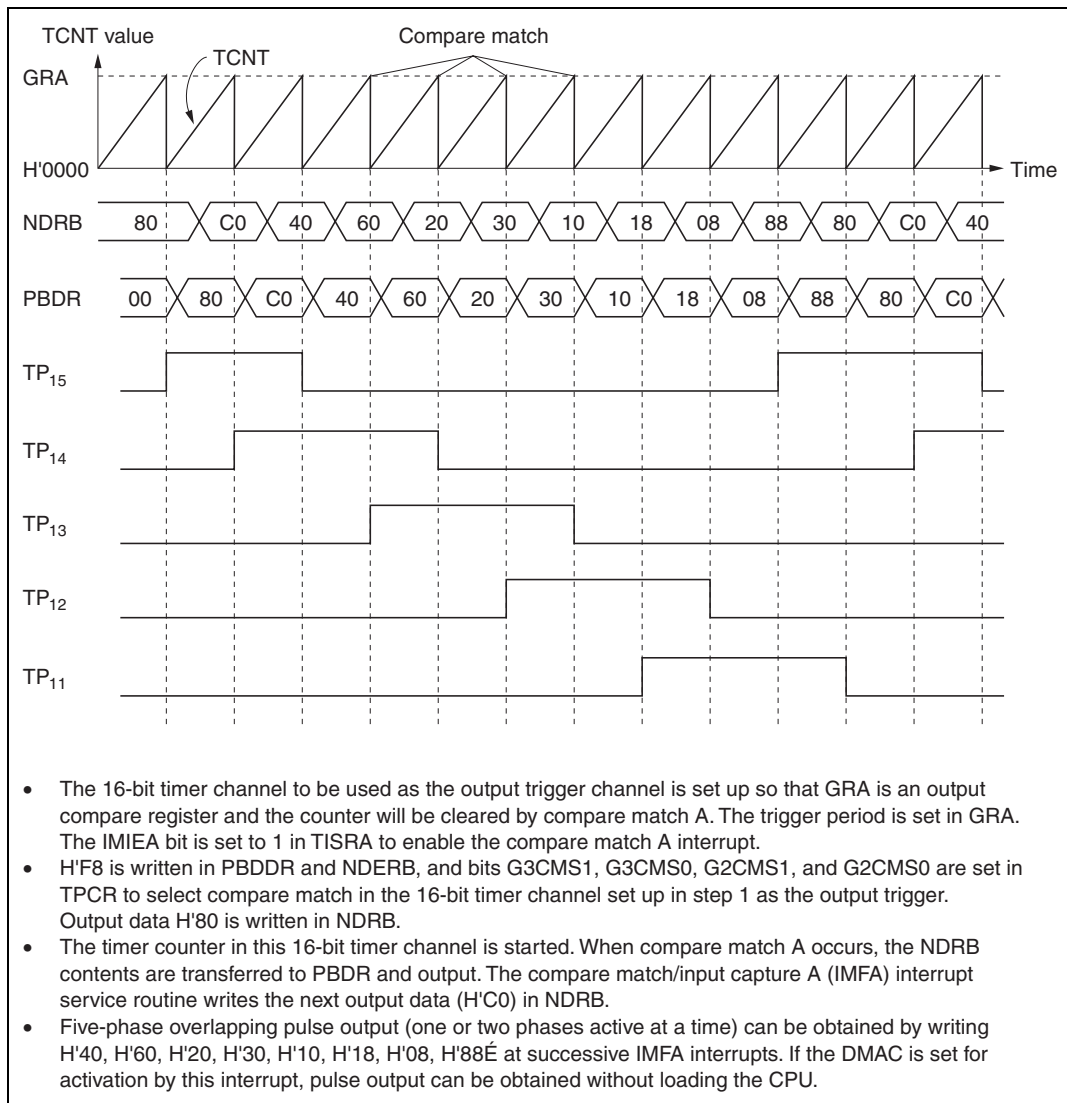 TCNT value
Compare match
TCNT
GRA
H'0000
Time
NDRB 80 C0 40 60 20 30 10 18 08 88 80 C0 40
PBDR 00 80 C0 40 60 20 30 10 18 08 88 80 C0
TP15
TP14
TP13
TP12
TP11
• The 16-bit timer channel to be used as the output trigger channel is set up so that GRA is an output
compare register and the counter will be cleared by compare match A. The trigger period is set in GRA.
The IMIEA bit is set to 1 in TISRA to enable the compare match A interrupt.
• H'F8 is written in PBDDR and NDERB, and bits G3CMS1, G3CMS0, G2CMS1, and G2CMS0 are set in
TPCR to select compare match in the 16-bit timer channel set up in step 1 as the output trigger.
Output data H'80 is written in NDRB.
• The timer counter in this 16-bit timer channel is started. When compare match A occurs, the NDRB
contents are transferred to PBDR and output. The compare match/input capture A (IMFA) interrupt
service routine writes the next output data (H'C0) in NDRB.
• Five-phase overlapping pulse output (one or two phases active at a time) can be obtained by writing
H'40, H'60, H'20, H'30, H'10, H'18, H'08, H'88É at successive IMFA interrupts. If the DMAC is set for
activation by this interrupt, pulse output can be obtained without loading the CPU.